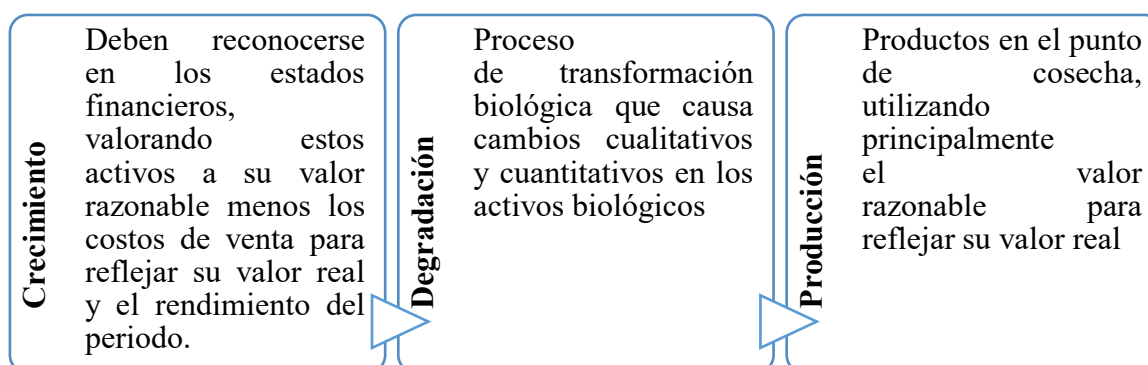 Crecimiento
Deben reconocerse
en los estados
financieros,
valorando estos
activos a su valor
razonable menos los
costos de venta para
reflejar su valor real
y el rendimiento del
periodo.
Degradación
Proceso
de transformación
biológica que causa
cambios cualitativos
y cuantitativos en los
activos biológicos
Producción
Productos en el punto
de cosecha,
utilizando
principalmente
el valor
razonable para
reflejar su valor real